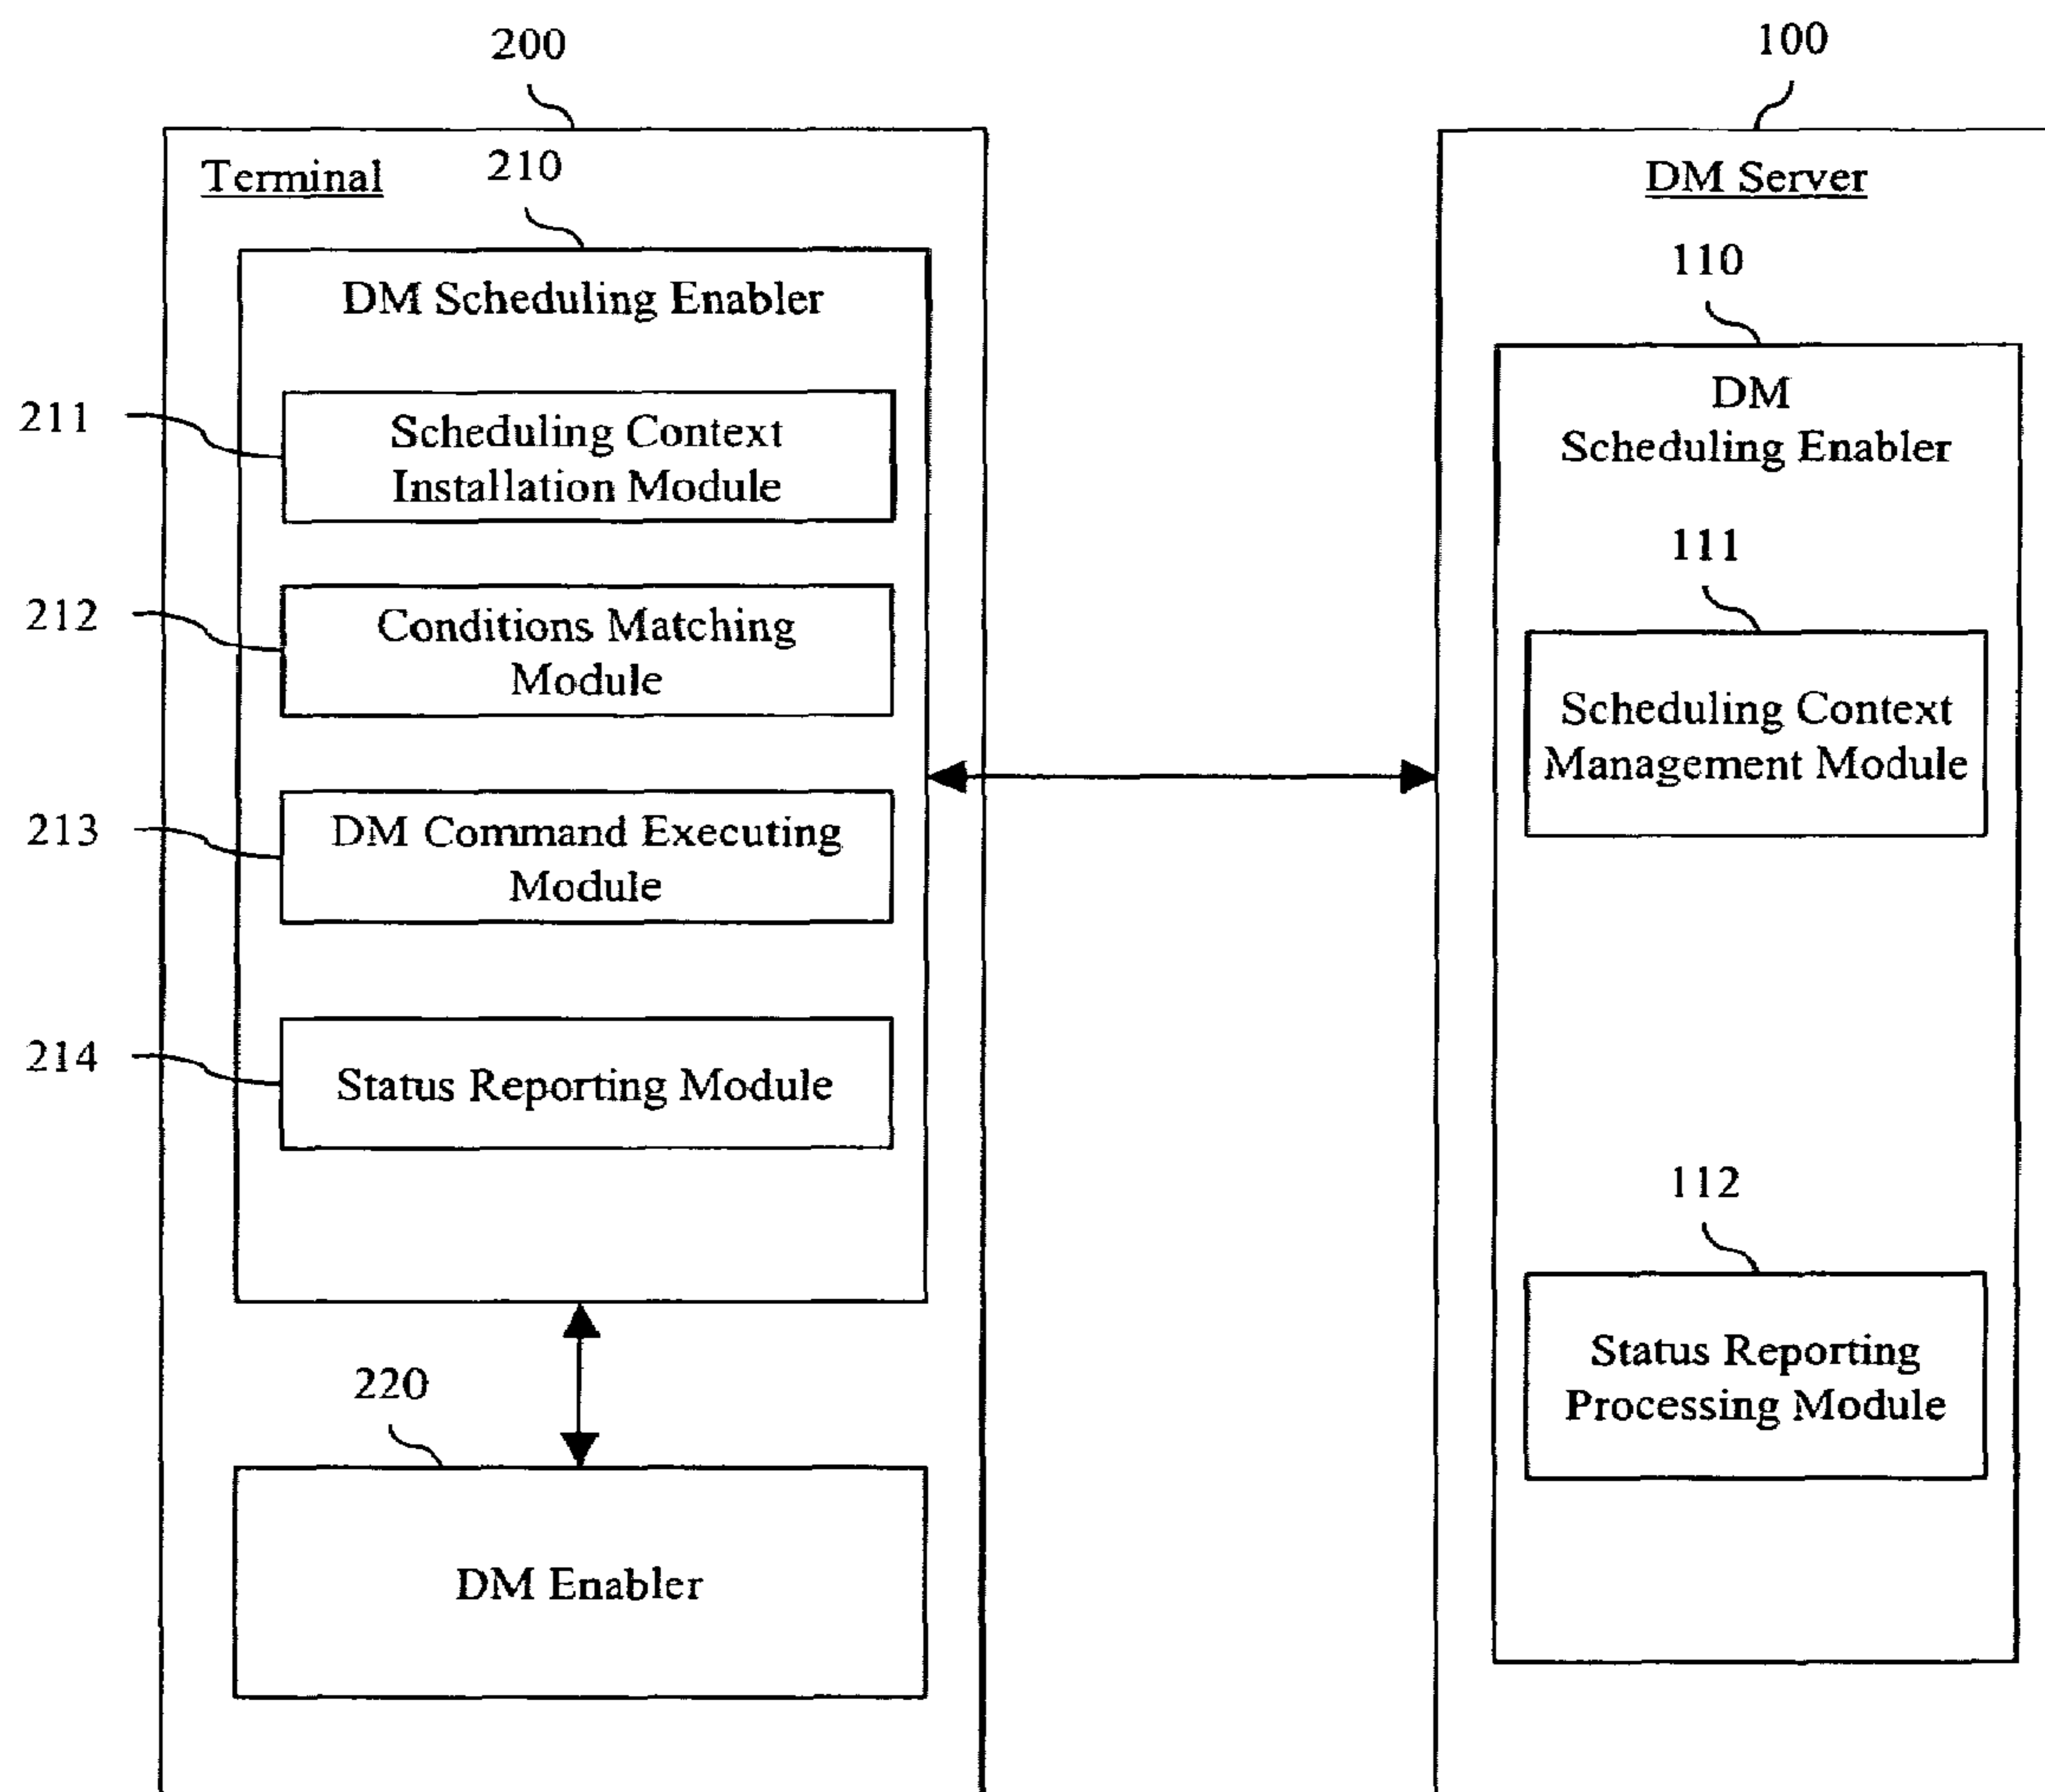 200
100
Terminal
210
DM Server
DM Scheduling Enabler
110
DM
Scheduling Enabler
211
Scheduling Context
Installation Module
111
212
Conditions Matching
Module
Scheduling Context
Management Module
213
DM Command Executing
Module
214
Status Reporting Module
112
Status Reporting
Processing Module
220
DM Enabler